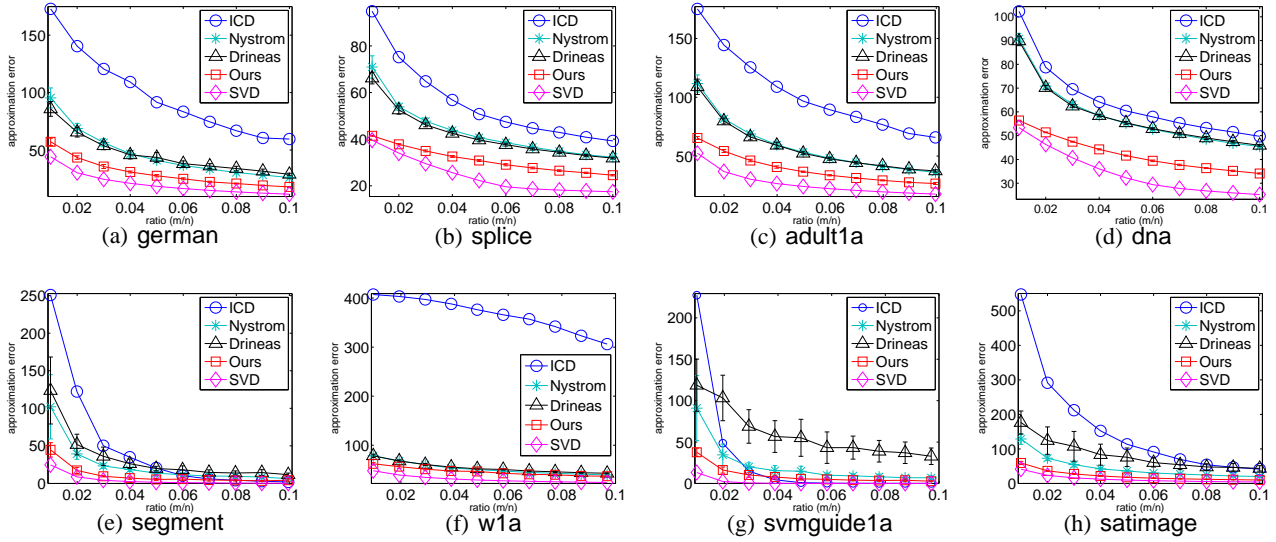 175
150
100
50
approximation error
0.02 0.04 0.06 0.08 0.1
ratio (m/n)
ICD
Nystrom
Drineas
Ours
SVD
(a) german
80
60
40
20
approximation error
0.02 0.04 0.06 0.08 0.1
ratio (m/n)
ICD
Nystrom
Drineas
Ours
SVD
(b) splice
150
100
50
approximation error
0.02 0.04 0.06 0.08 0.1
ratio (m/n)
ICD
Nystrom
Drineas
Ours
SVD
(c) adult1a
100
90
80
70
60
50
40
30
approximation error
0.02 0.04 0.06 0.08 0.1
ratio (m/n)
ICD
Nystrom
Drineas
Ours
SVD
(d) dna
250
200
150
100
50
0
approximation error
0.02 0.04 0.06 0.08 0.1
ratio (m/n)
ICD
Nystrom
Drineas
Ours
SVD
(e) segment
400
300
200
100
approximation error
0.02 0.04 0.06 0.08 0.1
ratio (m/n)
ICD
Nystrom
Drineas
Ours
SVD
(f) w1a
200
150
100
50
0
approximation error
0.02 0.04 0.06 0.08 0.1
ratio (m/n)
ICD
Nystrom
Drineas
Ours
SVD
(g) svmguide1a
500
400
300
200
100
0
approximation error
0.02 0.04 0.06 0.08 0.1
ratio (m/n)
ICD
Nystrom
Drineas
Ours
SVD
(h) satimage